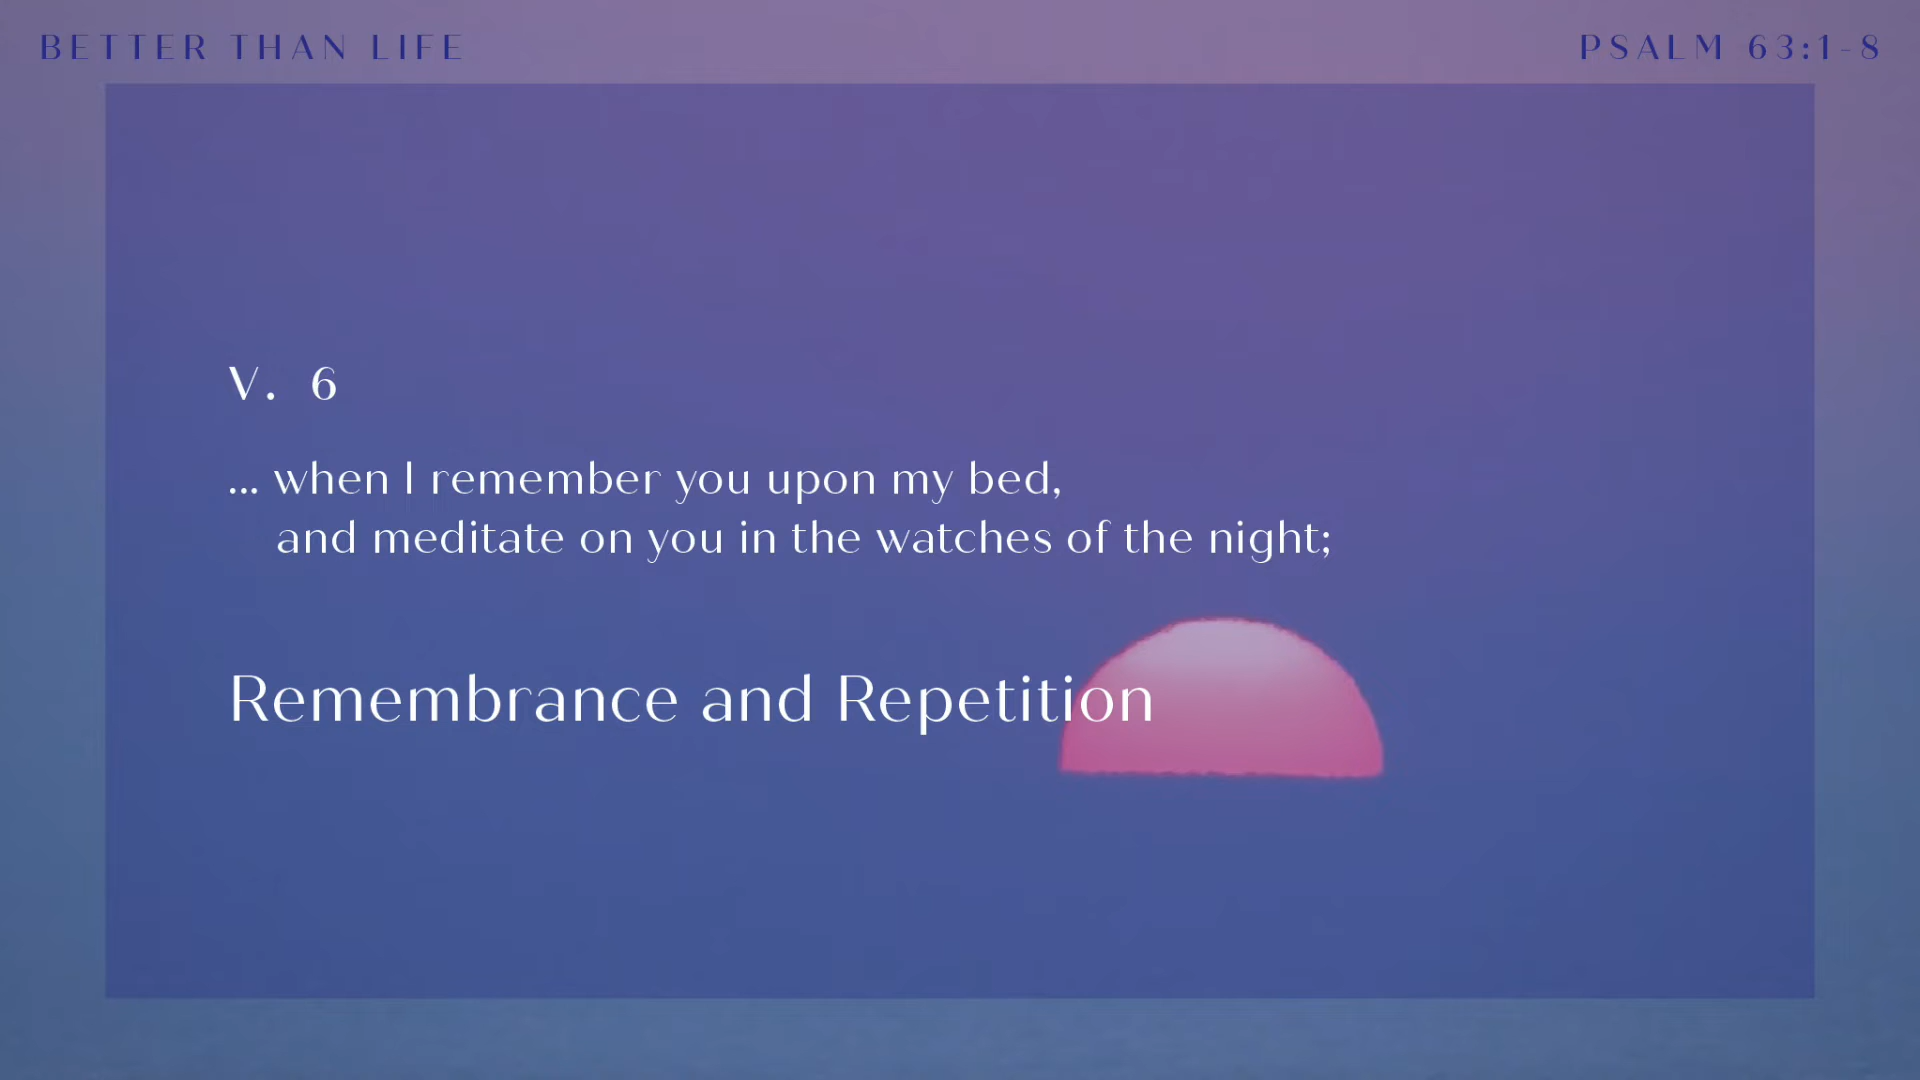 BETTER THAN LIFE
PSALM 63:1-8
V. 6
... when I remember you upon my bed,
and meditate on you in the watches of the night;
Remembrance and Repetition